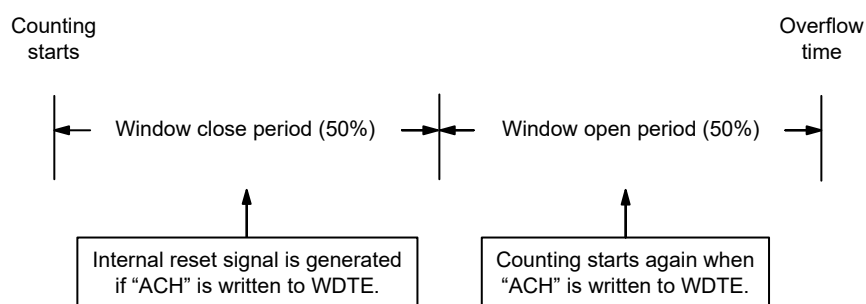 Counting
starts
Overflow
time
Window close period (50%)
Window open period (50%)
Internal reset signal is generated
if “ACH” is written to WDTE.
Counting starts again when
“ACH” is written to WDTE.